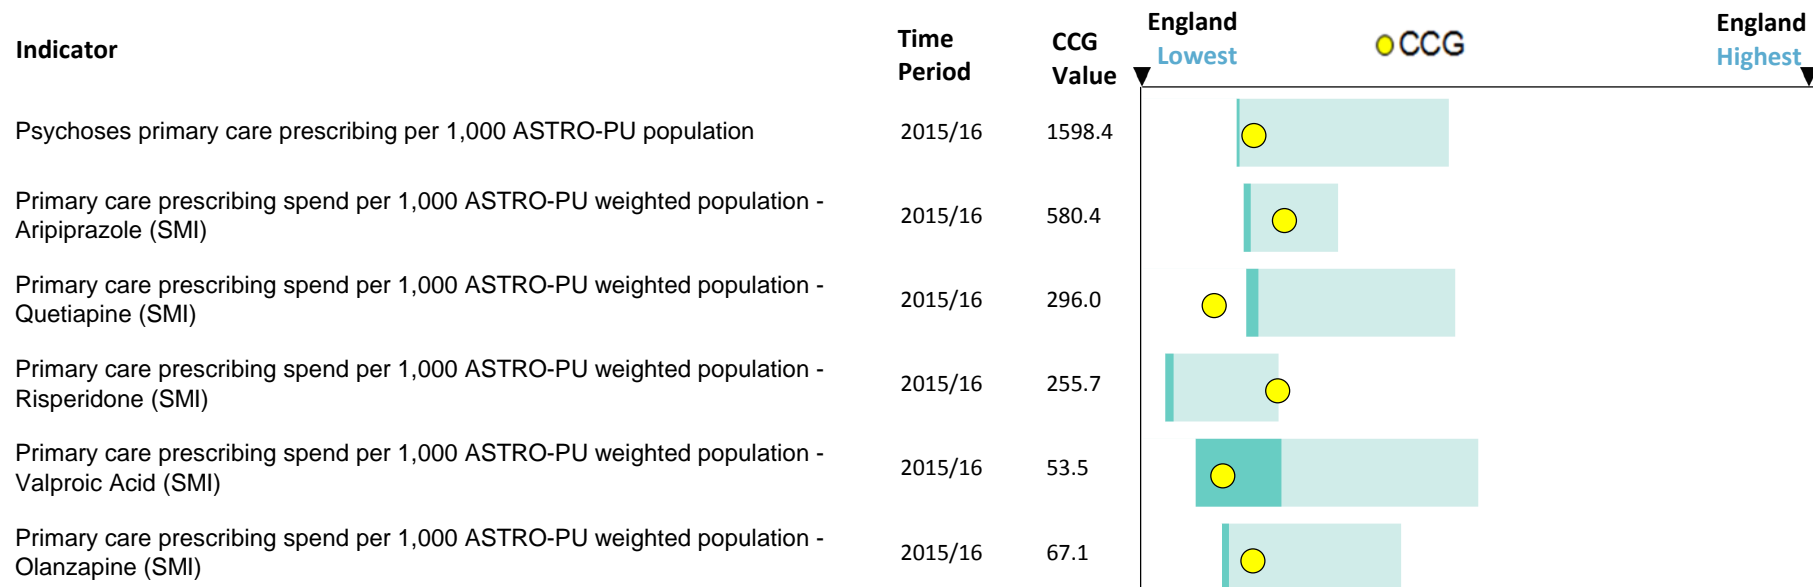 Indicator
Time
Period
CCG
Value
England
Lowest
CCG
England
Highest
Psychoses primary care prescribing per 1,000 ASTRO-PU population 2015/16 1598.4
Primary care prescribing spend per 1,000 ASTRO-PU weighted population -
Aripiprazole (SMI) 2015/16 580.4
Primary care prescribing spend per 1,000 ASTRO-PU weighted population -
Quetiapine (SMI) 2015/16 296.0
Primary care prescribing spend per 1,000 ASTRO-PU weighted population -
Risperidone (SMI) 2015/16 255.7
Primary care prescribing spend per 1,000 ASTRO-PU weighted population -
Valproic Acid (SMI) 2015/16 53.5
Primary care prescribing spend per 1,000 ASTRO-PU weighted population -
Olanzapine (SMI) 2015/16 67.1